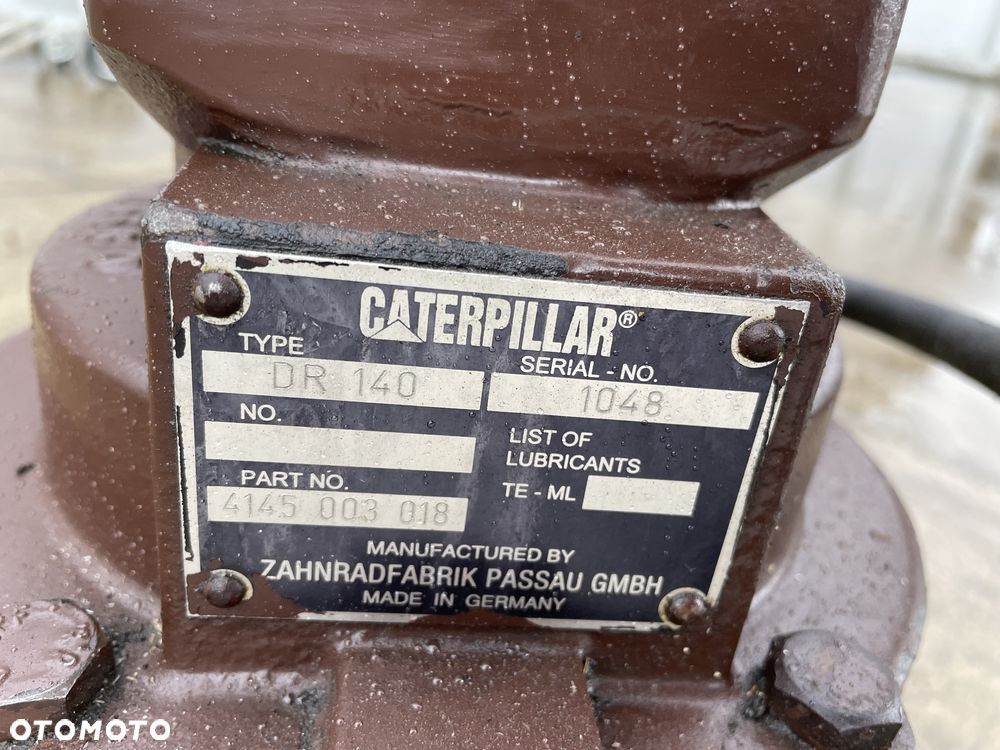 CATERPILLAR®
TYPE
SERIAL - NO.
DR 140
1048
NO.
LIST OF
LUBRICANTS
PART NO.
TE - ML
4145 003 018
MANUFACTURED BY
ZAHNRADFABRIK PASSAU GMBH
MADE IN GERMANY
OTOMOTO